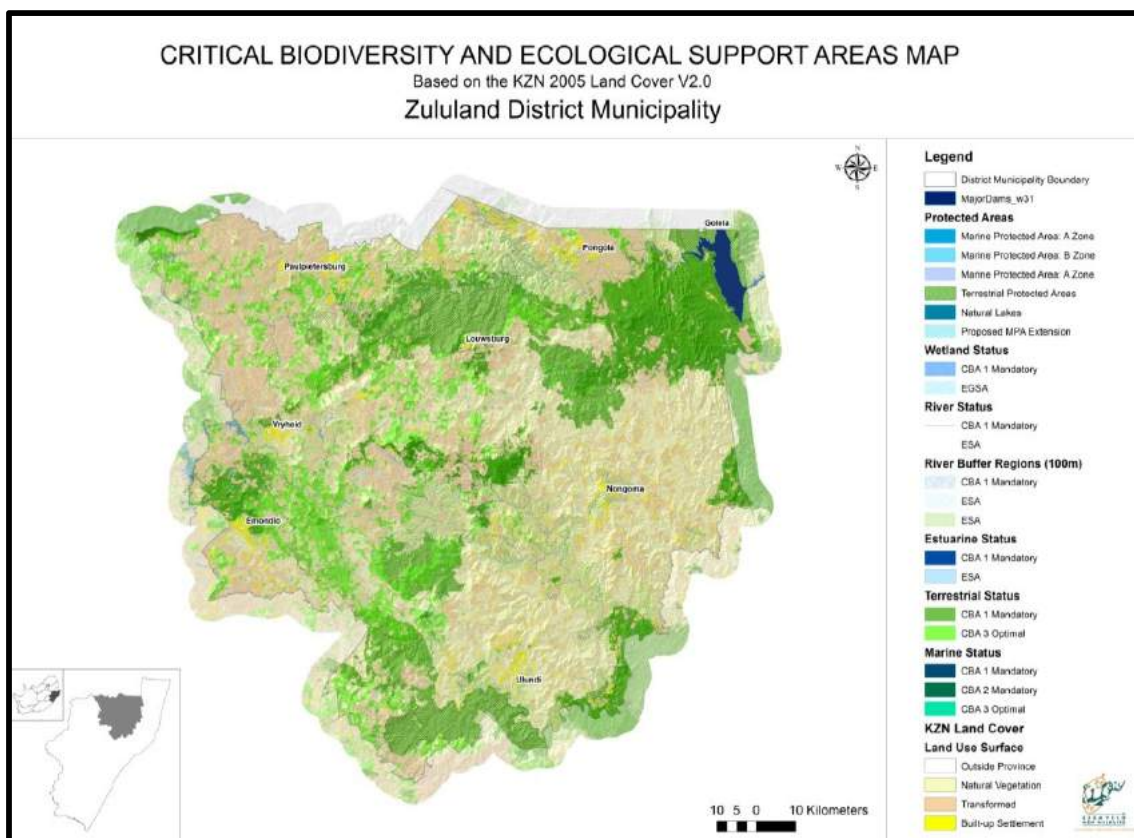 CRITICAL BIODIVERSITY AND ECOLOGICAL SUPPORT AREAS MAP
Based on the KZN 2005 Land Cover V2.0
Zululand District Municipality
N
W E
S
Golela
Pongola
Paulpietersburg
Louwsburg
Vryheid
Nongoma
Emondlo
Ulundi
10 5 0 10 Kilometers
Legend
District Municipality Boundary
MajorDams_w31
Protected Areas
Marine Protected Area: A Zone
Marine Protected Area: B Zone
Marine Protected Area: A Zone
Terrestrial Protected Areas
Natural Lakes
Proposed MPA Extension
Wetland Status
CBA 1 Mandatory
EGSA
River Status
CBA 1 Mandatory
ESA
River Buffer Regions (100m)
CBA 1 Mandatory
ESA
ESA
Estuarine Status
CBA 1 Mandatory
ESA
Terrestrial Status
CBA 1 Mandatory
CBA 3 Optimal
Marine Status
CBA 1 Mandatory
CBA 2 Mandatory
CBA 3 Optimal
KZN Land Cover
Land Use Surface
Outside Province
Natural Vegetation
Transformed
Built-up Settlement